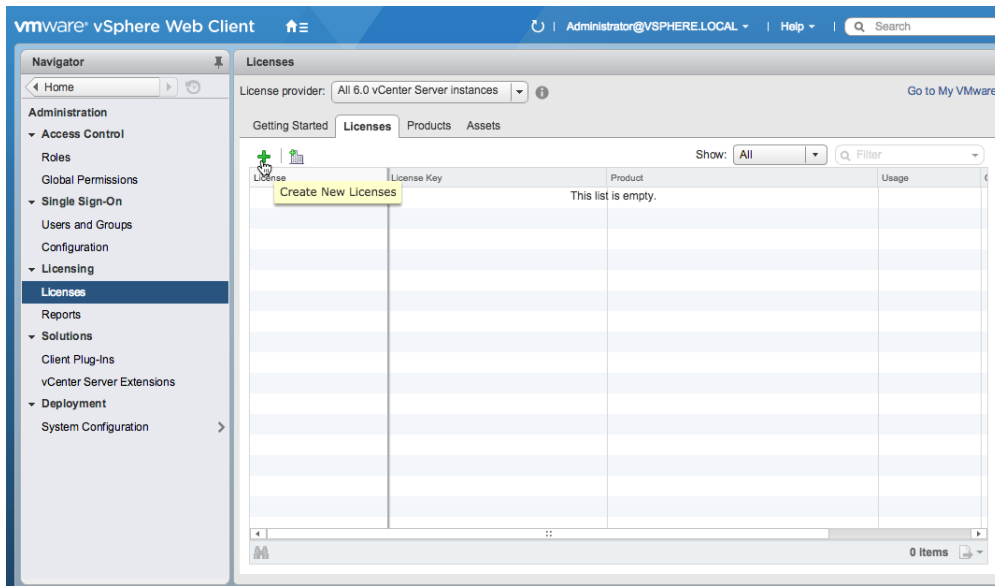 vmware® vSphere Web Client
Administrator@VSPHERE.LOCAL
Help
Search
Navigator
Home
Administration
Access Control
Roles
Global Permissions
Single Sign-On
Users and Groups
Configuration
Licensing
Licenses
Reports
Solutions
Client Plug-Ins
vCenter Server Extensions
Deployment
System Configuration
Licenses
License provider: All 6.0 vCenter Server instances
Go to My VMware
Getting Started Licenses Products Assets
Show: All Filter
License License Key Product Usage
Create New Licenses
This list is empty.
0 items